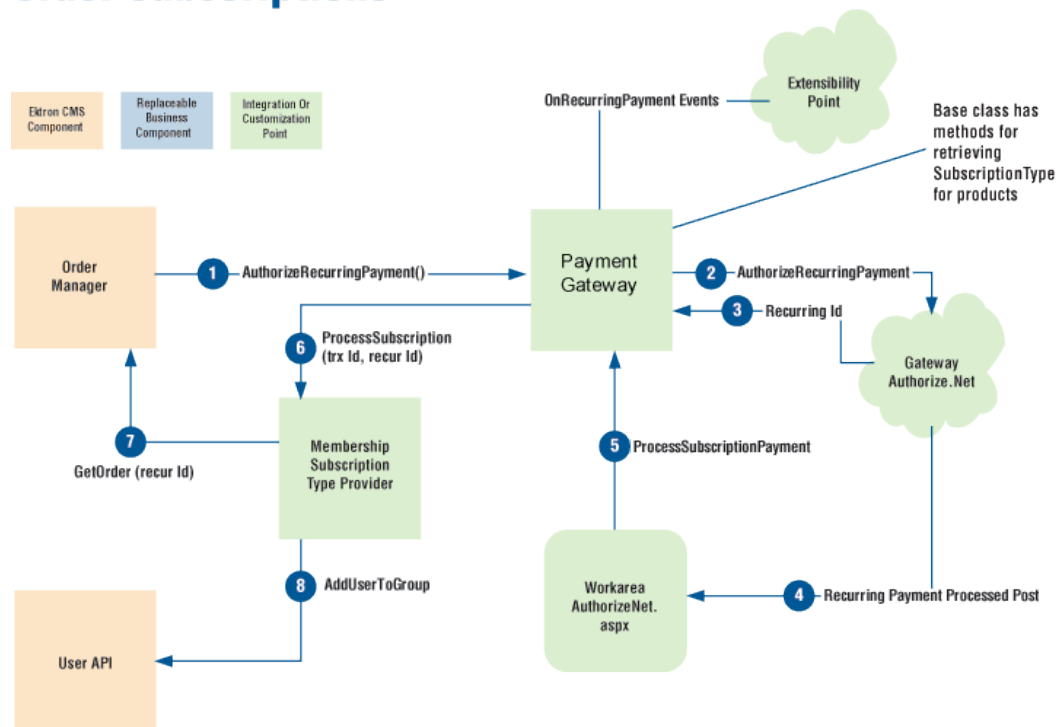 Ektron CMS
Component
Replaceable
Business
Component
Integration Or
Customization
Point
OnRecurringPayment Events
Extensibility
Point
Base class has
methods for
retrieving
SubscriptionType
for products
Order
Manager
1
AuthorizeRecurringPayment()
Payment
Gateway
2
AuthorizeRecurringPayment
3
Recurring Id
Gateway
Authorize.Net
6
ProcessSubscription
(trx Id, recur Id)
7
GetOrder (recur Id)
Membership
Subscription
Type Provider
5
ProcessSubscriptionPayment
8
AddUserToGroup
Workarea
AuthorizeNet.
aspx
4
Recurring Payment Processed Post
User API